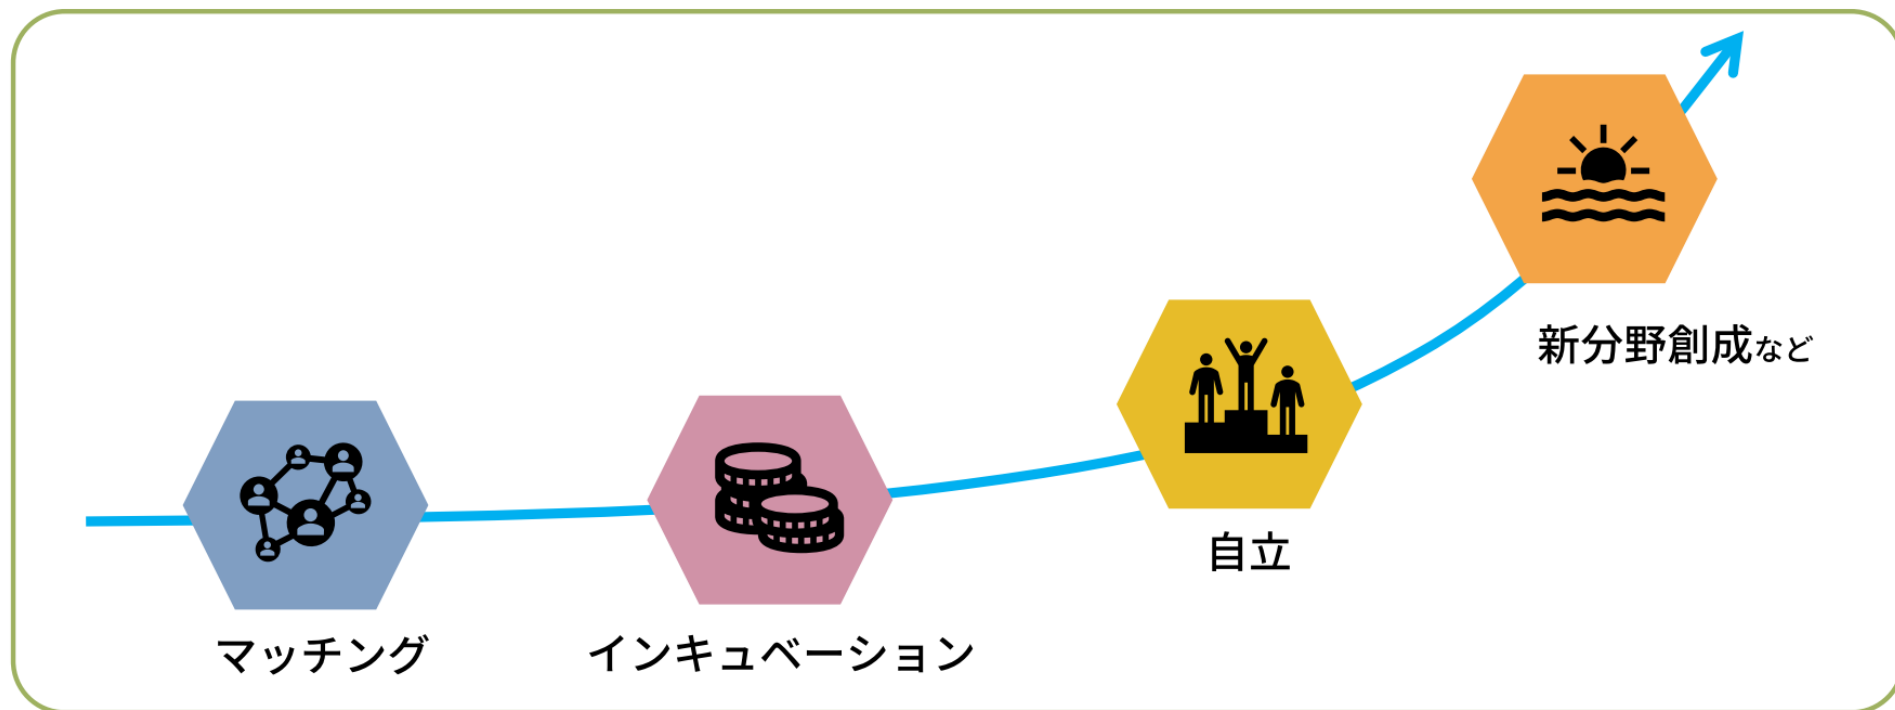 マッチング
インキュベーション
自立
新分野創成など